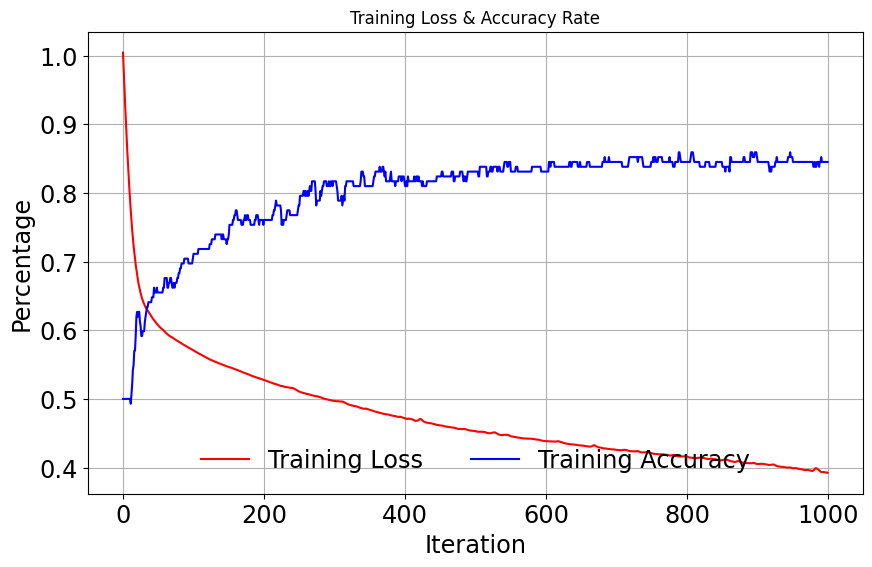 Training Loss & Accuracy Rate
1.0
0.9
0.8
0.7
0.6
0.5
0.4
Percentage
Training Loss
Training Accuracy
0
200
400
600
800
1000
Iteration